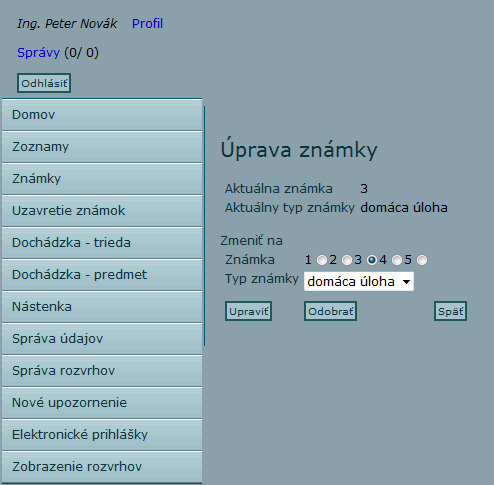 Ing. Peter Novák Profil
Správy (0/ 0)
Odhlásiť
Domov
Zoznamy
Známky
Uzavretie známok
Dochádzka - trieda
Dochádzka - predmet
Nástenka
Správa údajov
Správa rozvrhov
Nové upozornenie
Elektronické prihlášky
Zobrazenie rozvrhov
Úprava známky
Aktuálna známka 3
Aktuálny typ známky domáca úloha
Zmeniť na
Známka 1 2 3 4 5
Typ známky domáca úloha
Upraviť Odobrať Späť